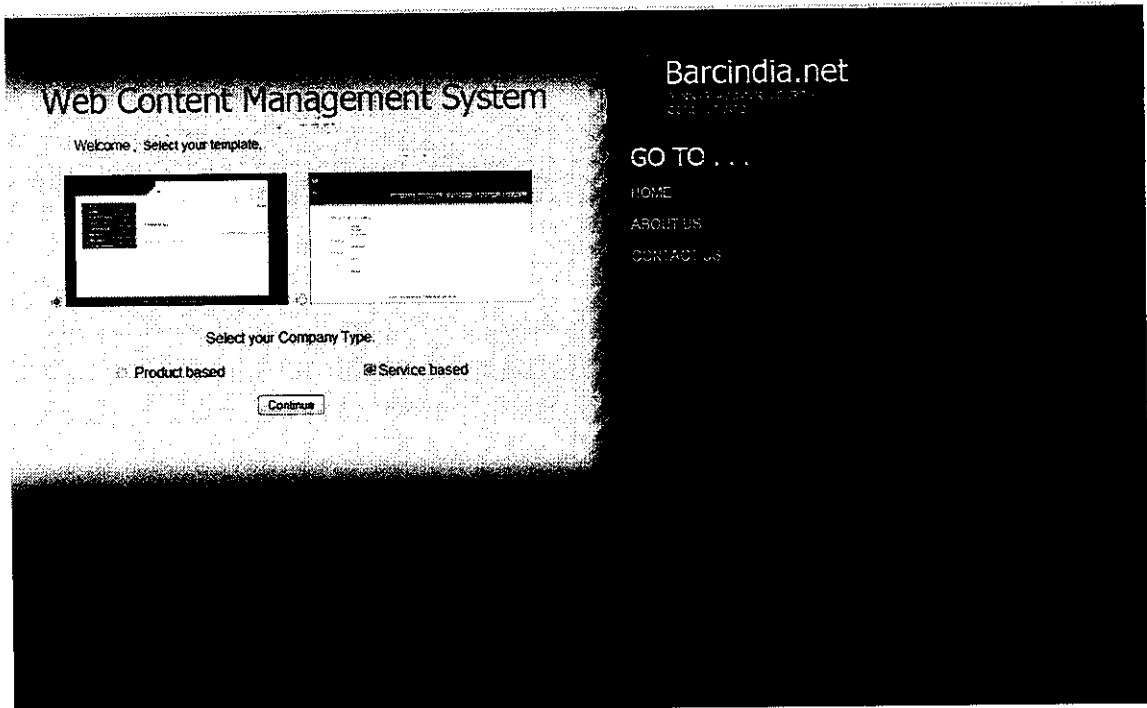 Web Content Management System
Welcome . Select your template.
Select your Company Type.
Product based
Service based
Continue
Barcindia.net
GO TO . . .
HOME
ABOUT US
CONTACT US